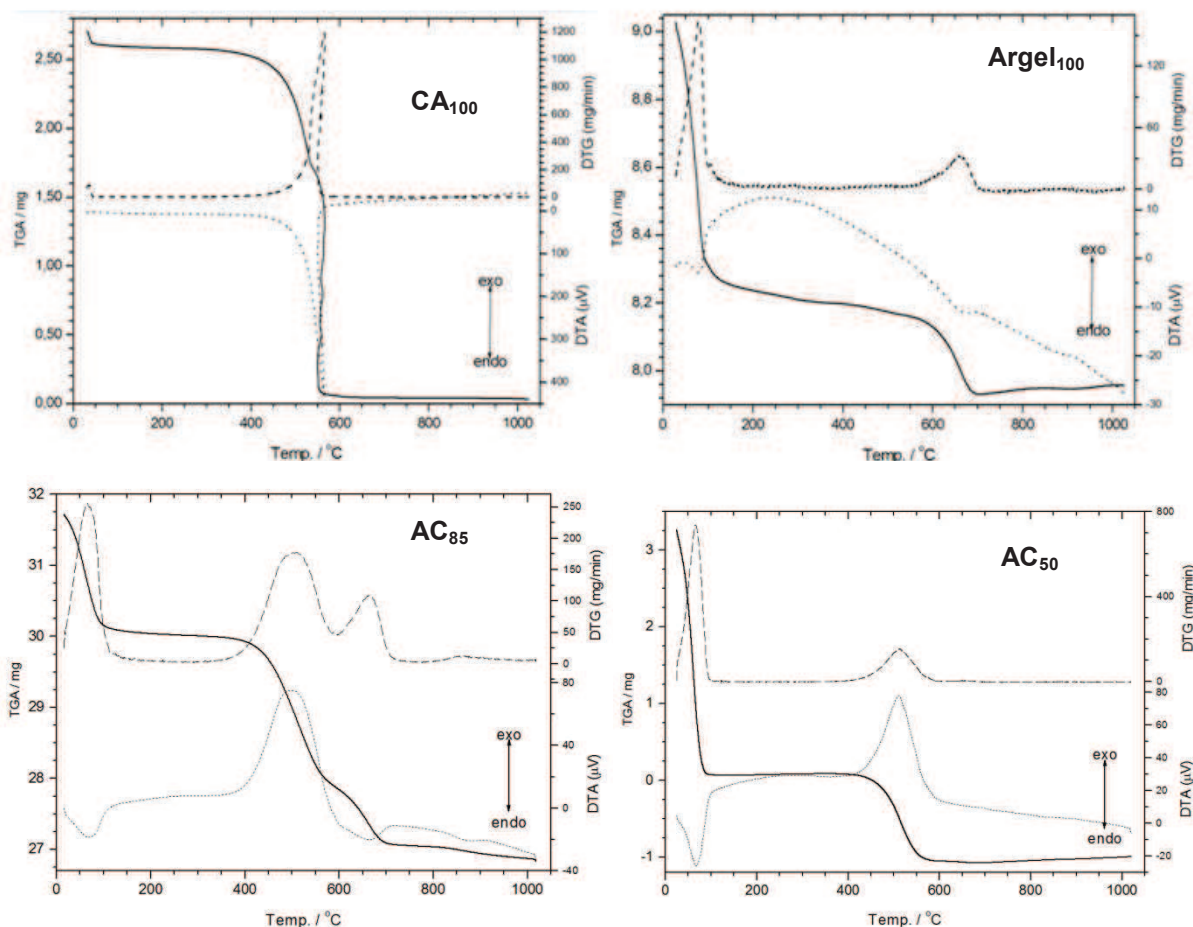 CA₁₀₀
TGA / mg
2,50
2,00
1,50
1,00
0,50
0,00
1200
1000
800
600
400
200
0
DTG (mg/min)
0
100
200
300
400
DTA (µV)
exo
endo
0 200 400 600 800 1000
Temp. / °C
Argel₁₀₀
TGA / mg
9,0
8,8
8,6
8,4
8,2
8,0
120
60
0
DTG (mg/min)
10
0
-10
-20
-30
DTA (µV)
exo
endo
0 200 400 600 800 1000
Temp. / °C
AC₈₅
TGA / mg
32
31
30
29
28
27
250
200
150
100
50
0
DTG (mg/min)
80
40
0
-40
DTA (µV)
exo
endo
0 200 400 600 800 1000
Temp. / °C
AC₅₀
TGA / mg
3
2
1
0
-1
800
400
0
DTG (mg/min)
80
60
40
20
0
-20
DTA (µV)
exo
endo
0 200 400 600 800 1000
Temp. / °C